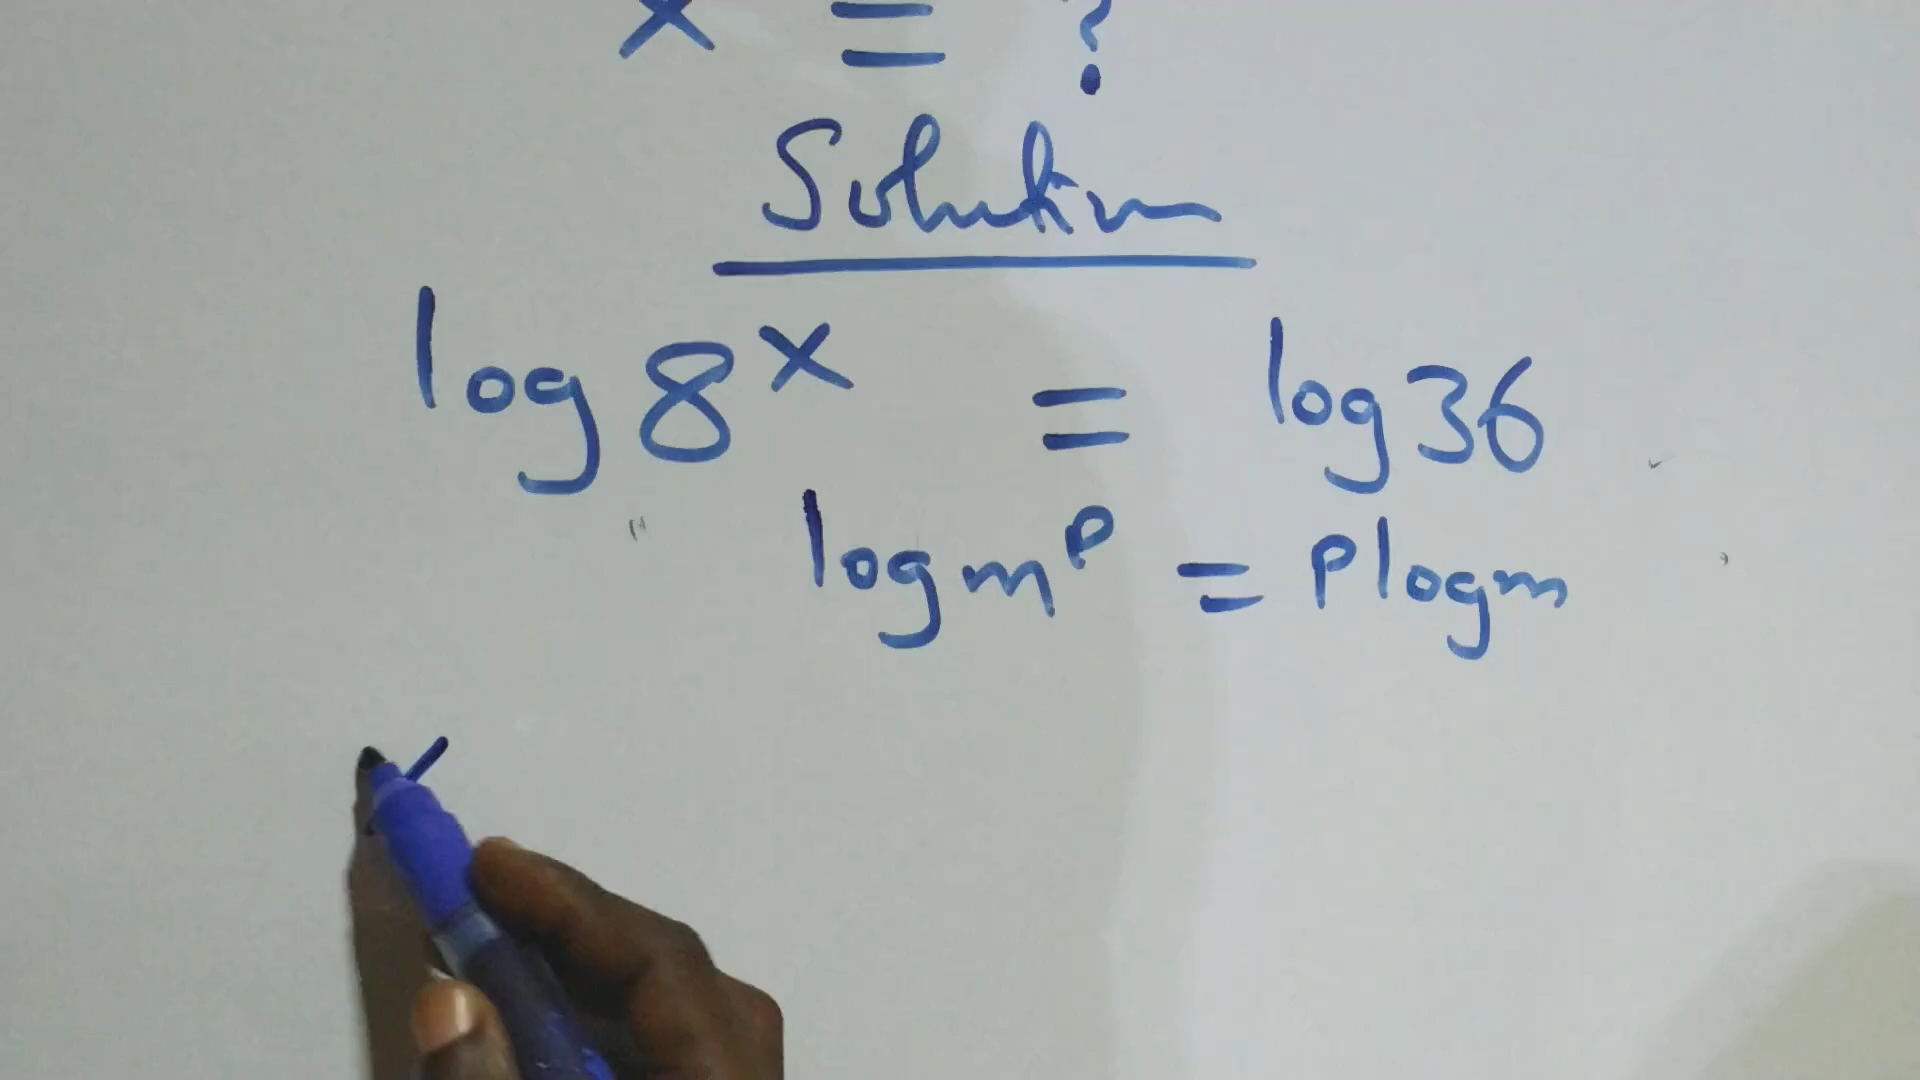 x = ?
Solution
log 8^x = log 36
log m^p = p log m
x